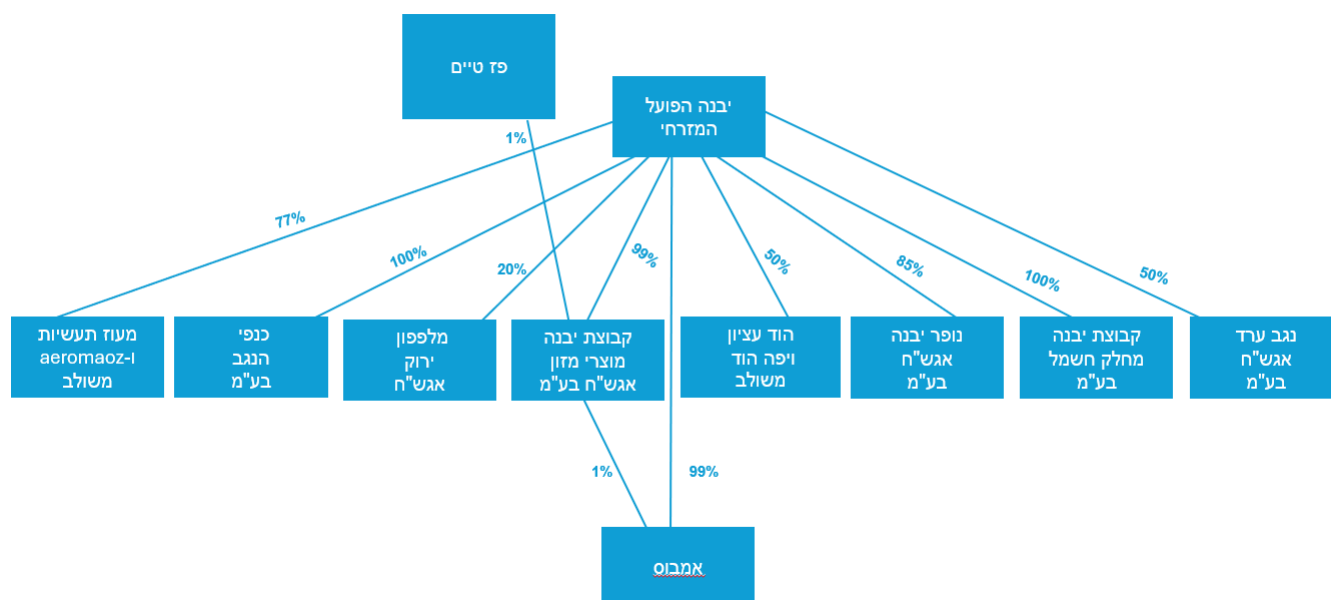 פז טיים
יבנה הפועל
המזרחי
1%
77%
100%
20%
99%
50%
85%
100%
50%
מעוז תעשיות
ו-aeromaoz
משולב
כנפי
הנגב
בע"מ
מלפפון
ירוק
אגש"ח
קבוצת יבנה
מוצרי מזון
אגש"ח בע"מ
הוד עציון
ויפה הוד
משולב
נופר יבנה
אגש"ח
בע"מ
קבוצת יבנה
מחלק חשמל
בע"מ
נגב ערד
אגש"ח
בע"מ
1%
99%
אמבוס